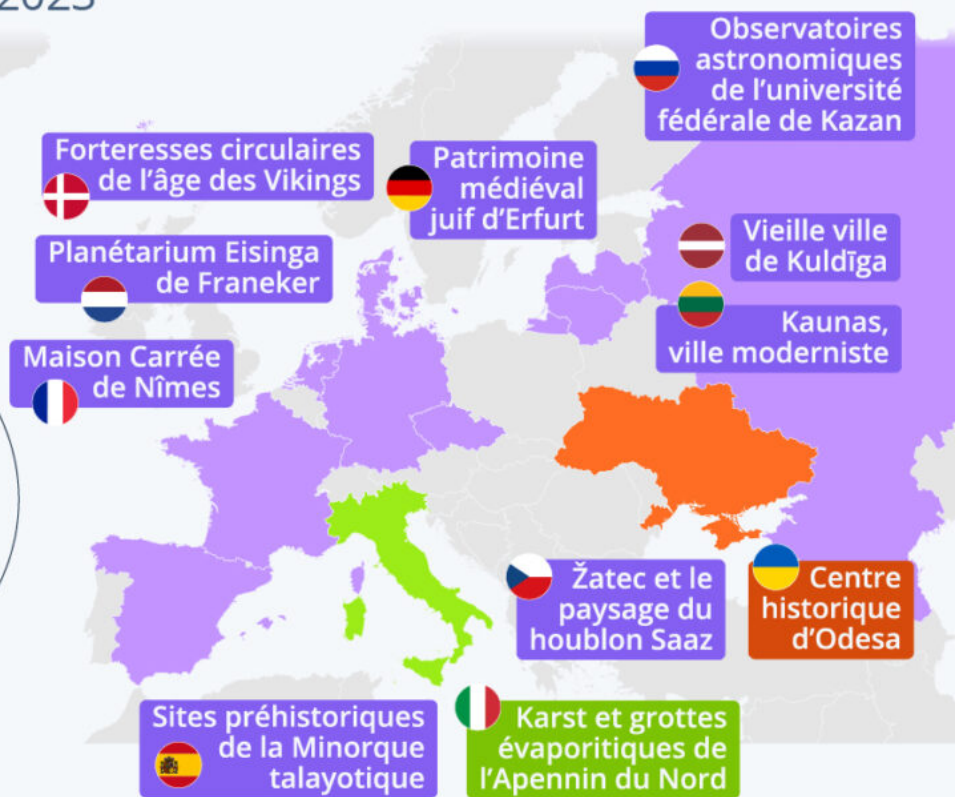 2023
Observatoires
astronomiques
de l'université
fédérale de Kazan
Forteresses circulaires
de l'âge des Vikings
Patrimoine
médiéval
juif d'Erfurt
Planétarium Eisinga
de Franeker
Vieille ville
de Kuldīga
Kaunas,
ville moderniste
Maison Carrée
de Nîmes
Žatec et le
paysage du
houblon Saaz
Centre
historique
d'Odesa
Sites préhistoriques
de la Minorque
talayotique
Karst et grottes
évaporitiques de
l'Apennin du Nord